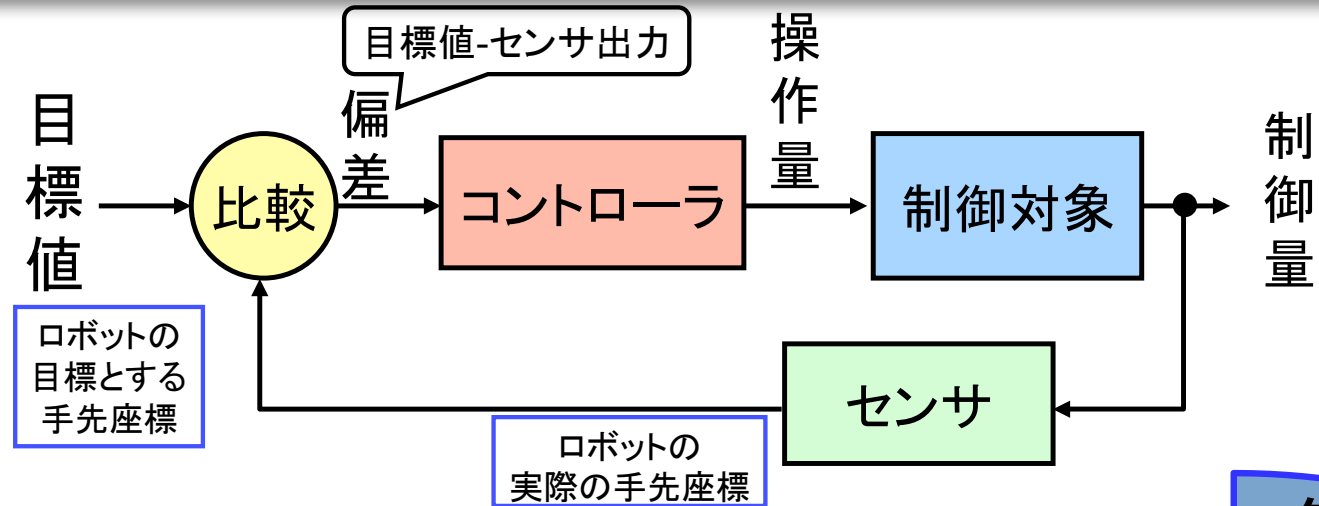 目標値-センサ出力
目標値
比較
偏差
コントローラ
操作量
制御対象
制御量
センサ
ロボットの
目標とする
手先座標
ロボットの
実際の手先座標